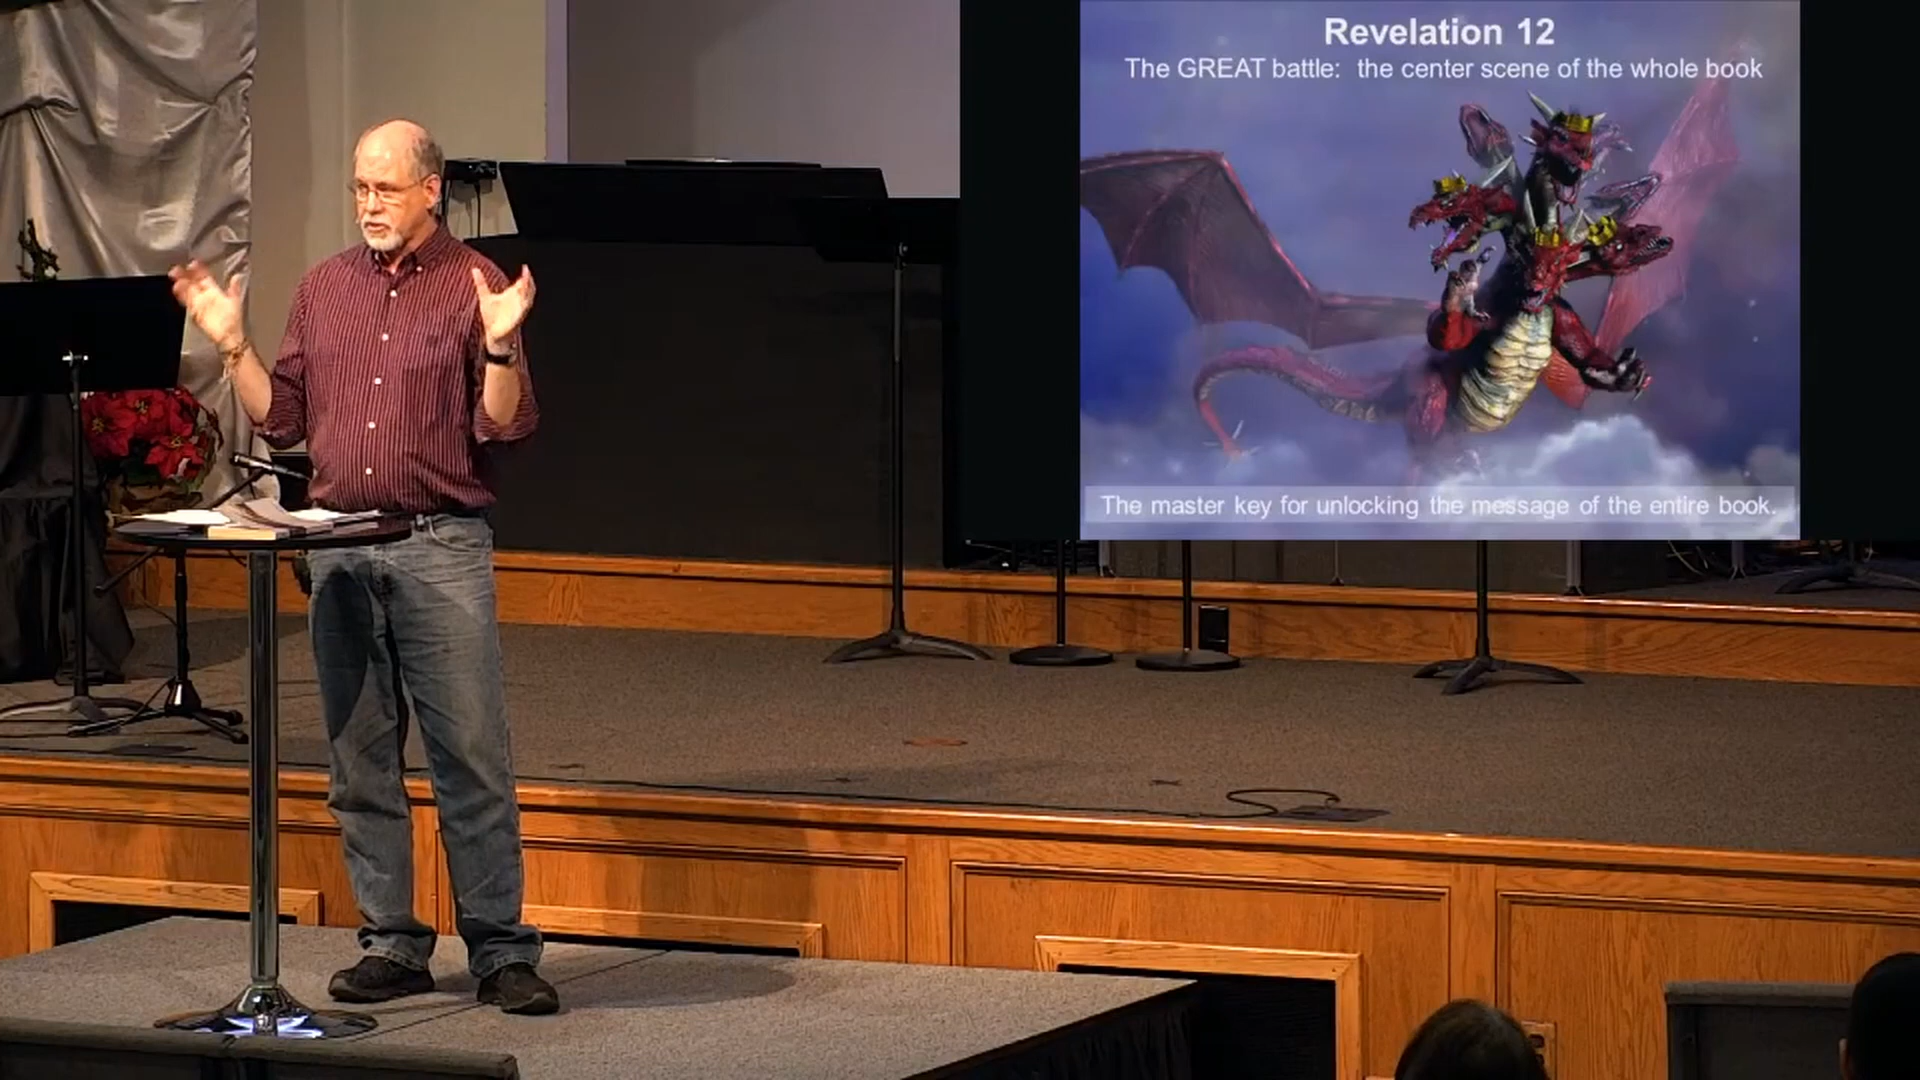 Revelation 12
The GREAT battle: the center scene of the whole book
The master key for unlocking the message of the entire book.